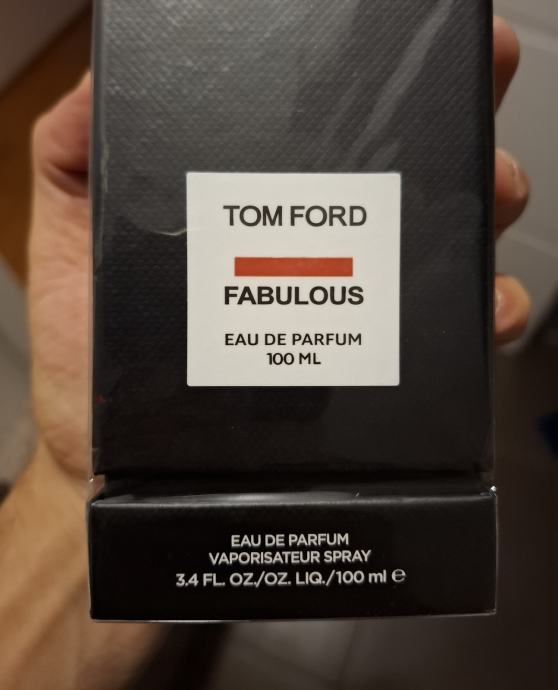 TOM FORD
FABULOUS
EAU DE PARFUM
100 ML
EAU DE PARFUM
VAPORISATEUR SPRAY
3.4 FL. OZ./OZ. LIQ./100 ml ℮